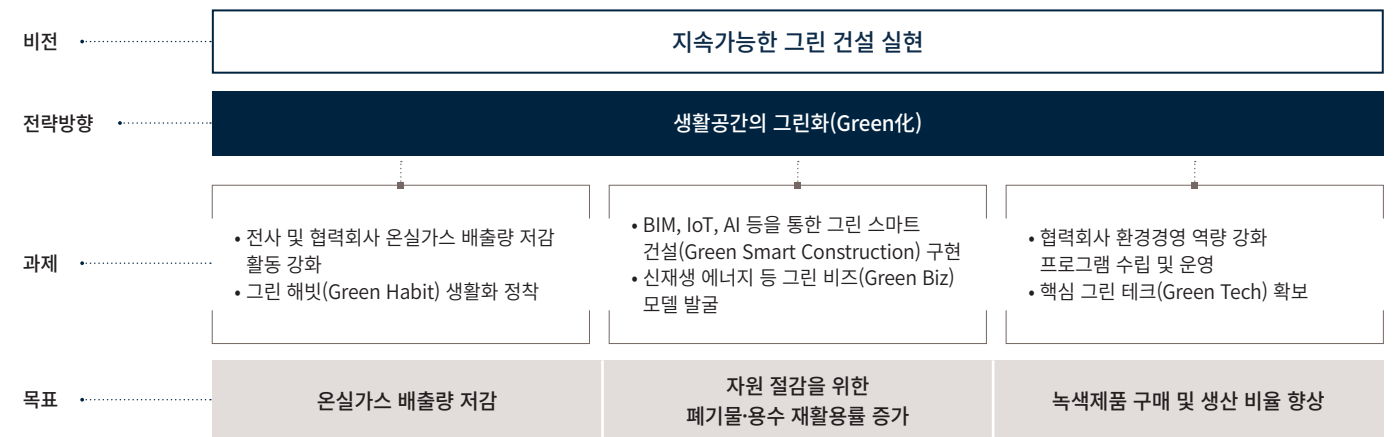 비전
지속가능한 그린 건설 실현
전략방향
생활공간의 그린화(Green化)
과제
• 전사 및 협력회사 온실가스 배출량 저감
활동 강화
• 그린 해빗(Green Habit) 생활화 정착
• BIM, IoT, AI 등을 통한 그린 스마트
건설(Green Smart Construction) 구현
• 신재생 에너지 등 그린 비즈(Green Biz)
모델 발굴
• 협력회사 환경경영 역량 강화
프로그램 수립 및 운영
• 핵심 그린 테크(Green Tech) 확보
목표
온실가스 배출량 저감
자원 절감을 위한
폐기물·용수 재활용률 증가
녹색제품 구매 및 생산 비율 향상